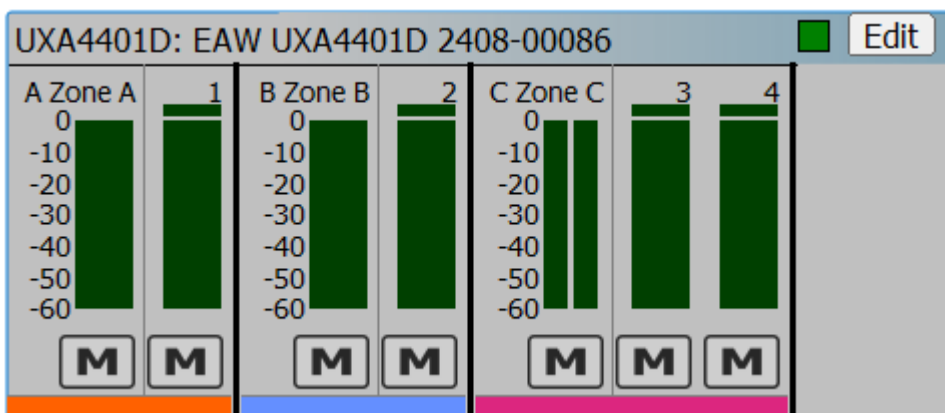 UXA4401D: EAW UXA4401D 2408-00086 Edit
A Zone A 1 B Zone B 2 C Zone C 3 4
0 0 0
-10 -10 -10
-20 -20 -20
-30 -30 -30
-40 -40 -40
-50 -50 -50
-60 -60 -60
M M M M M M M